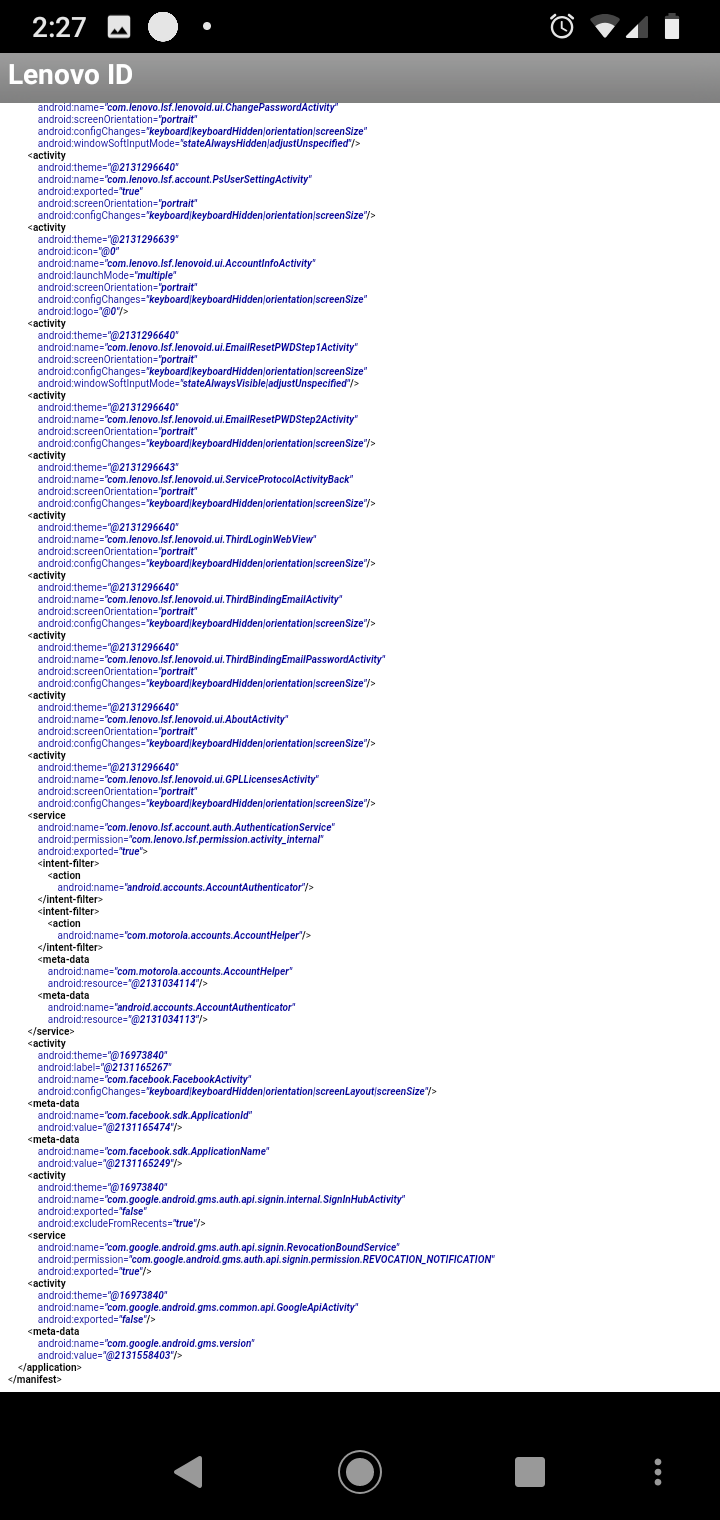 2:27
Lenovo ID
android:name="com.lenovo.lsf.lenovoid.ui.ChangePasswordActivity"
android:screenOrientation="portrait"
android:configChanges="keyboard|keyboardHidden|orientation|screenSize"
android:windowSoftInputMode="stateAlwaysHidden|adjustUnspecified"/>
<activity
android:theme="@2131296640"
android:name="com.lenovo.lsf.account.PsUserSettingActivity"
android:exported="true"
android:screenOrientation="portrait"
android:configChanges="keyboard|keyboardHidden|orientation|screenSize"/>
<activity
android:theme="@2131296639"
android:icon="@0"
android:name="com.lenovo.lsf.lenovoid.ui.AccountInfoActivity"
android:launchMode="multiple"
android:screenOrientation="portrait"
android:configChanges="keyboard|keyboardHidden|orientation|screenSize"
android:logo="@0"/>
<activity
android:theme="@2131296640"
android:name="com.lenovo.lsf.lenovoid.ui.EmailResetPWDStep1Activity"
android:screenOrientation="portrait"
android:configChanges="keyboard|keyboardHidden|orientation|screenSize"
android:windowSoftInputMode="stateAlwaysVisible|adjustUnspecified"/>
<activity
android:theme="@2131296640"
android:name="com.lenovo.lsf.lenovoid.ui.EmailResetPWDStep2Activity"
android:screenOrientation="portrait"
android:configChanges="keyboard|keyboardHidden|orientation|screenSize"/>
<activity
android:theme="@2131296643"
android:name="com.lenovo.lsf.lenovoid.ui.ServiceProtocolActivityBack"
android:screenOrientation="portrait"
android:configChanges="keyboard|keyboardHidden|orientation|screenSize"/>
<activity
android:theme="@2131296640"
android:name="com.lenovo.lsf.lenovoid.ui.ThirdLoginWebView"
android:screenOrientation="portrait"
android:configChanges="keyboard|keyboardHidden|orientation|screenSize"/>
<activity
android:theme="@2131296640"
android:name="com.lenovo.lsf.lenovoid.ui.ThirdBindingEmailActivity"
android:screenOrientation="portrait"
android:configChanges="keyboard|keyboardHidden|orientation|screenSize"/>
<activity
android:theme="@2131296640"
android:name="com.lenovo.lsf.lenovoid.ui.ThirdBindingEmailPasswordActivity"
android:screenOrientation="portrait"
android:configChanges="keyboard|keyboardHidden|orientation|screenSize"/>
<activity
android:theme="@2131296640"
android:name="com.lenovo.lsf.lenovoid.ui.AboutActivity"
android:screenOrientation="portrait"
android:configChanges="keyboard|keyboardHidden|orientation|screenSize"/>
<activity
android:theme="@2131296640"
android:name="com.lenovo.lsf.lenovoid.ui.GPLLicensesActivity"
android:screenOrientation="portrait"
android:configChanges="keyboard|keyboardHidden|orientation|screenSize"/>
<service
android:name="com.lenovo.lsf.account.auth.AuthenticationService"
android:permission="com.lenovo.lsf.permission.activity_internal"
android:exported="true">
<intent-filter>
<action
android:name="android.accounts.AccountAuthenticator"/>
</intent-filter>
<intent-filter>
<action
android:name="com.motorola.accounts.AccountHelper"/>
</intent-filter>
<meta-data
android:name="com.motorola.accounts.AccountHelper"
android:resource="@2131034114"/>
<meta-data
android:name="android.accounts.AccountAuthenticator"
android:resource="@2131034113"/>
</service>
<activity
android:theme="@16973840"
android:label="@2131165267"
android:name="com.facebook.FacebookActivity"
android:configChanges="keyboard|keyboardHidden|orientation|screenLayout|screenSize"/>
<meta-data
android:name="com.facebook.sdk.ApplicationId"
android:value="@2131165474"/>
<meta-data
android:name="com.facebook.sdk.ApplicationName"
android:value="@2131165249"/>
<activity
android:theme="@16973840"
android:name="com.google.android.gms.auth.api.signin.internal.SignInHubActivity"
android:exported="false"
android:excludeFromRecents="true"/>
<service
android:name="com.google.android.gms.auth.api.signin.RevocationBoundService"
android:permission="com.google.android.gms.auth.api.signin.permission.REVOCATION_NOTIFICATION"
android:exported="true"/>
<activity
android:theme="@16973840"
android:name="com.google.android.gms.common.api.GoogleApiActivity"
android:exported="false"/>
<meta-data
android:name="com.google.android.gms.version"
android:value="@2131558403"/>
</application>
</manifest>